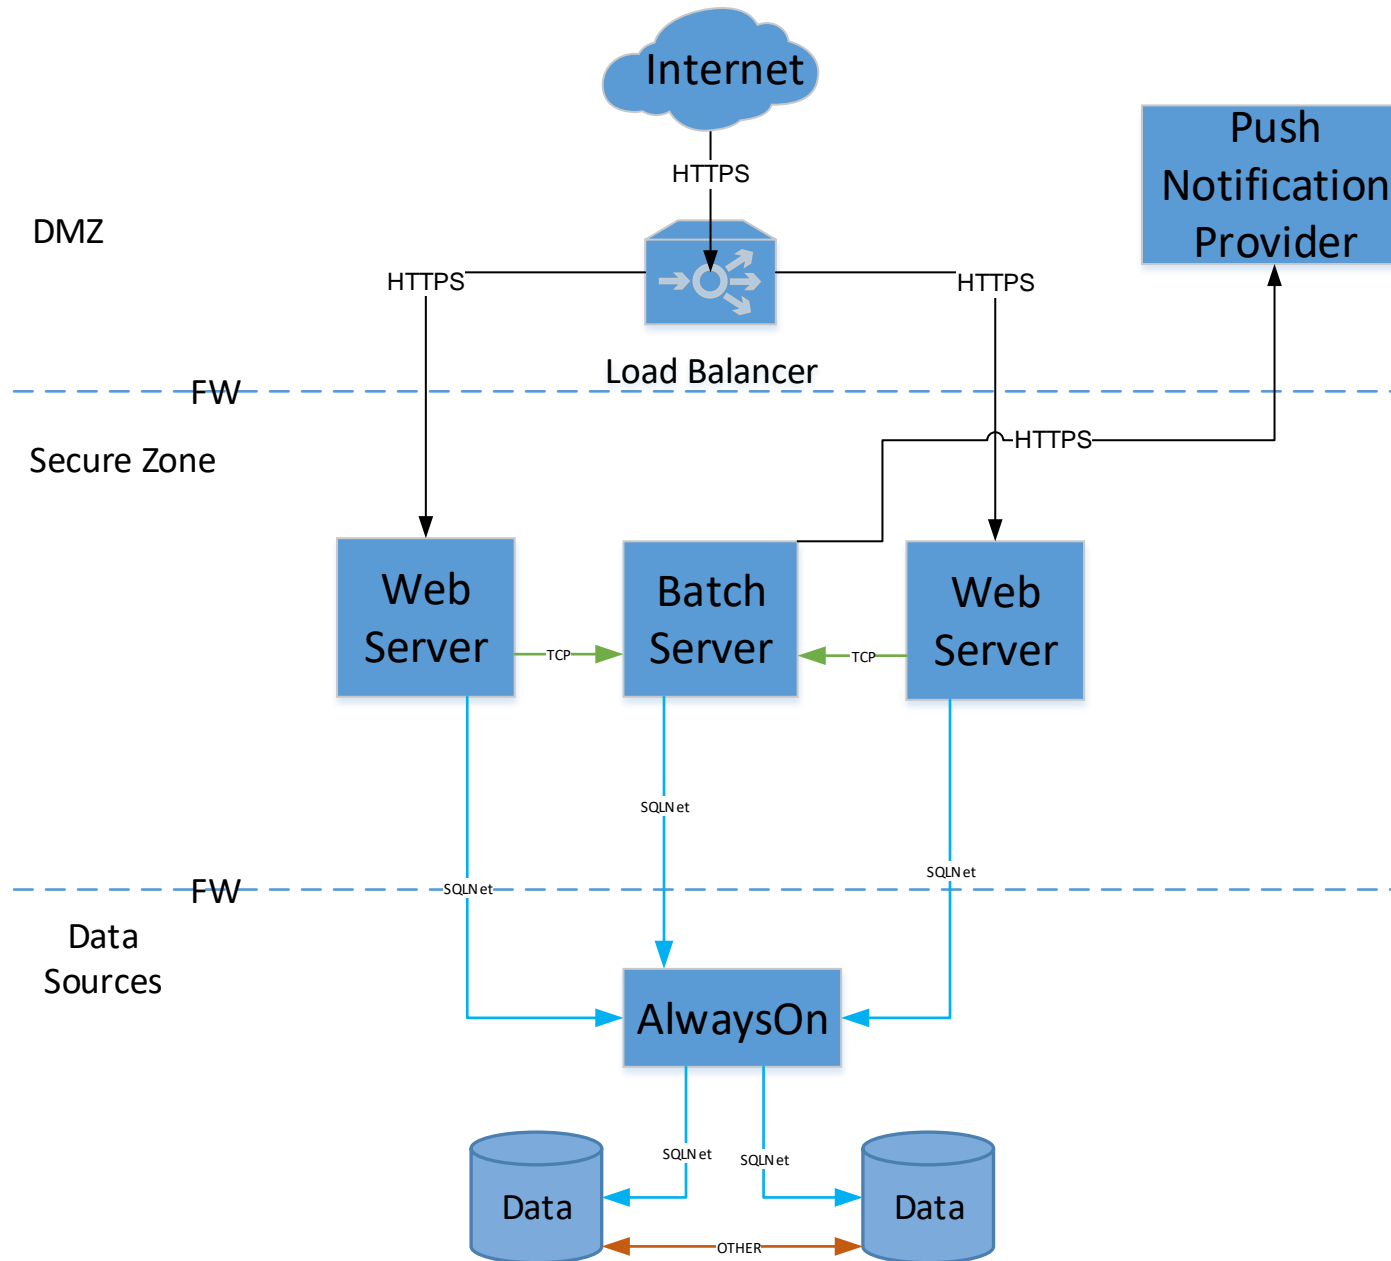 Internet
Push
Notification
Provider
HTTPS
DMZ
HTTPS
HTTPS
Load Balancer
FW
HTTPS
Secure Zone
Web
Server
Batch
Server
Web
Server
TCP
TCP
SQLNet
SQLNet
SQLNet
FW
Data
Sources
AlwaysOn
SQLNet
SQLNet
Data
Data
OTHER